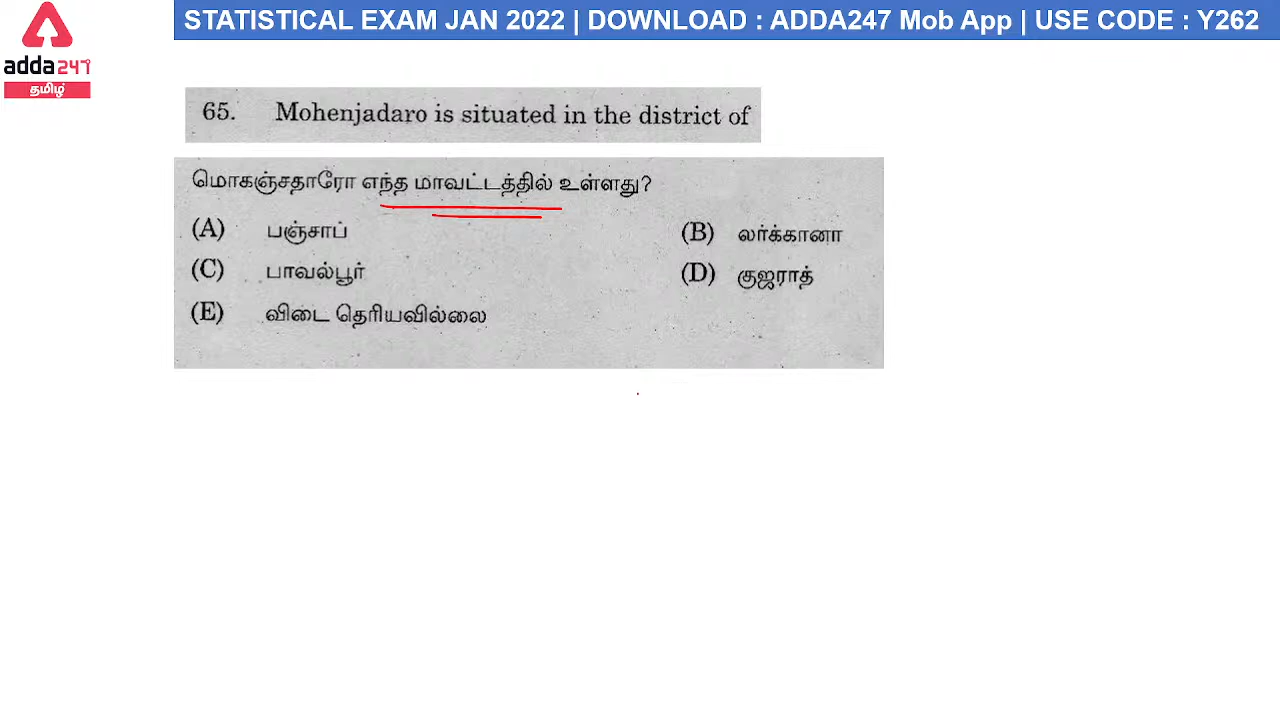 STATISTICAL EXAM JAN 2022 | DOWNLOAD : ADDA247 Mob App | USE CODE : Y262
adda247
தமிழ்
65. Mohenjadaro is situated in the district of
மொகஞ்சதாரோ எந்த மாவட்டத்தில் உள்ளது?
(A) பஞ்சாப் (B) லர்க்கானா
(C) பாவல்பூர் (D) குஜராத்
(E) விடை தெரியவில்லை